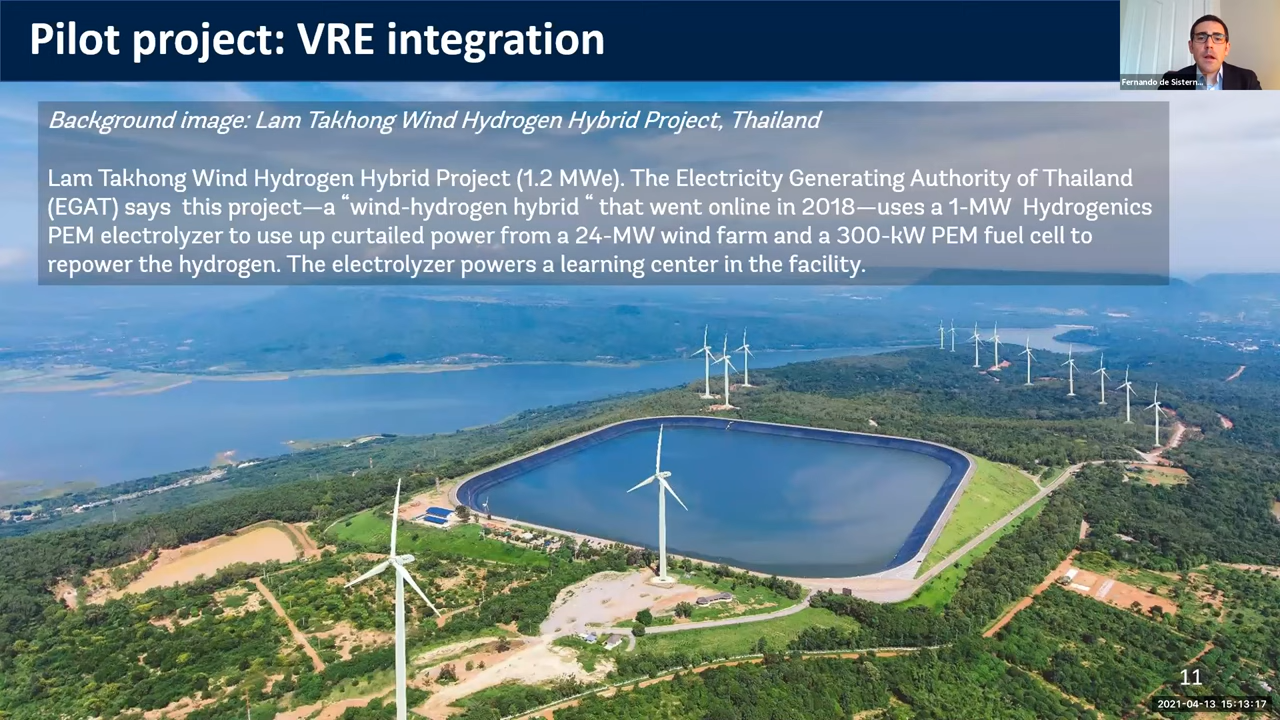 Pilot project: VRE integration
Fernando de Sistern...
Background image: Lam Takhong Wind Hydrogen Hybrid Project, Thailand
Lam Takhong Wind Hydrogen Hybrid Project (1.2 MWe). The Electricity Generating Authority of Thailand
(EGAT) says  this project—a “wind-hydrogen hybrid “ that went online in 2018—uses a 1-MW  Hydrogenics
PEM electrolyzer to use up curtailed power from a 24-MW wind farm and a 300-kW PEM fuel cell to
repower the hydrogen. The electrolyzer powers a learning center in the facility.
11
2021-04-13 15:13:17